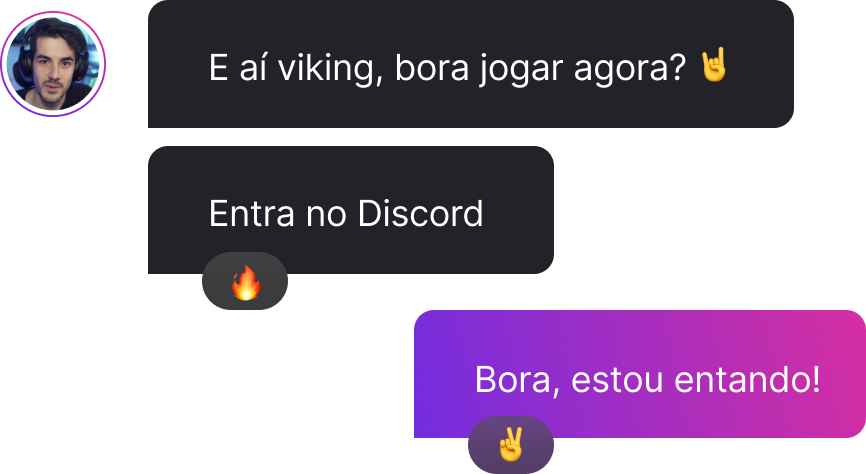 E aí viking, bora jogar agora? 🤘
Entra no Discord
🔥
Bora, estou entando!
✌️